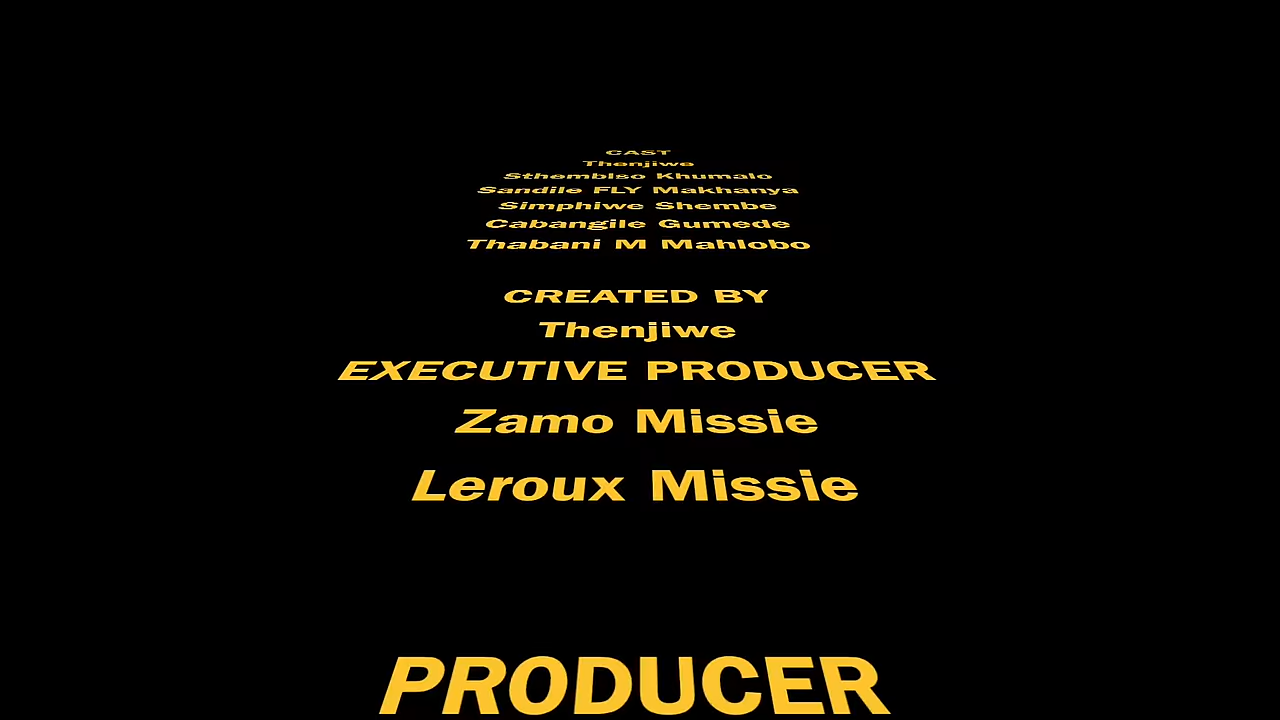 CAST
Thenjiwe
Sthembiso Khumalo
Sandile FLY Makhanya
Simphiwe Shembe
Cabangile Gumede
Thabani M Mahlobo
CREATED BY
Thenjiwe
EXECUTIVE PRODUCER
Zamo Missie
Leroux Missie
PRODUCER